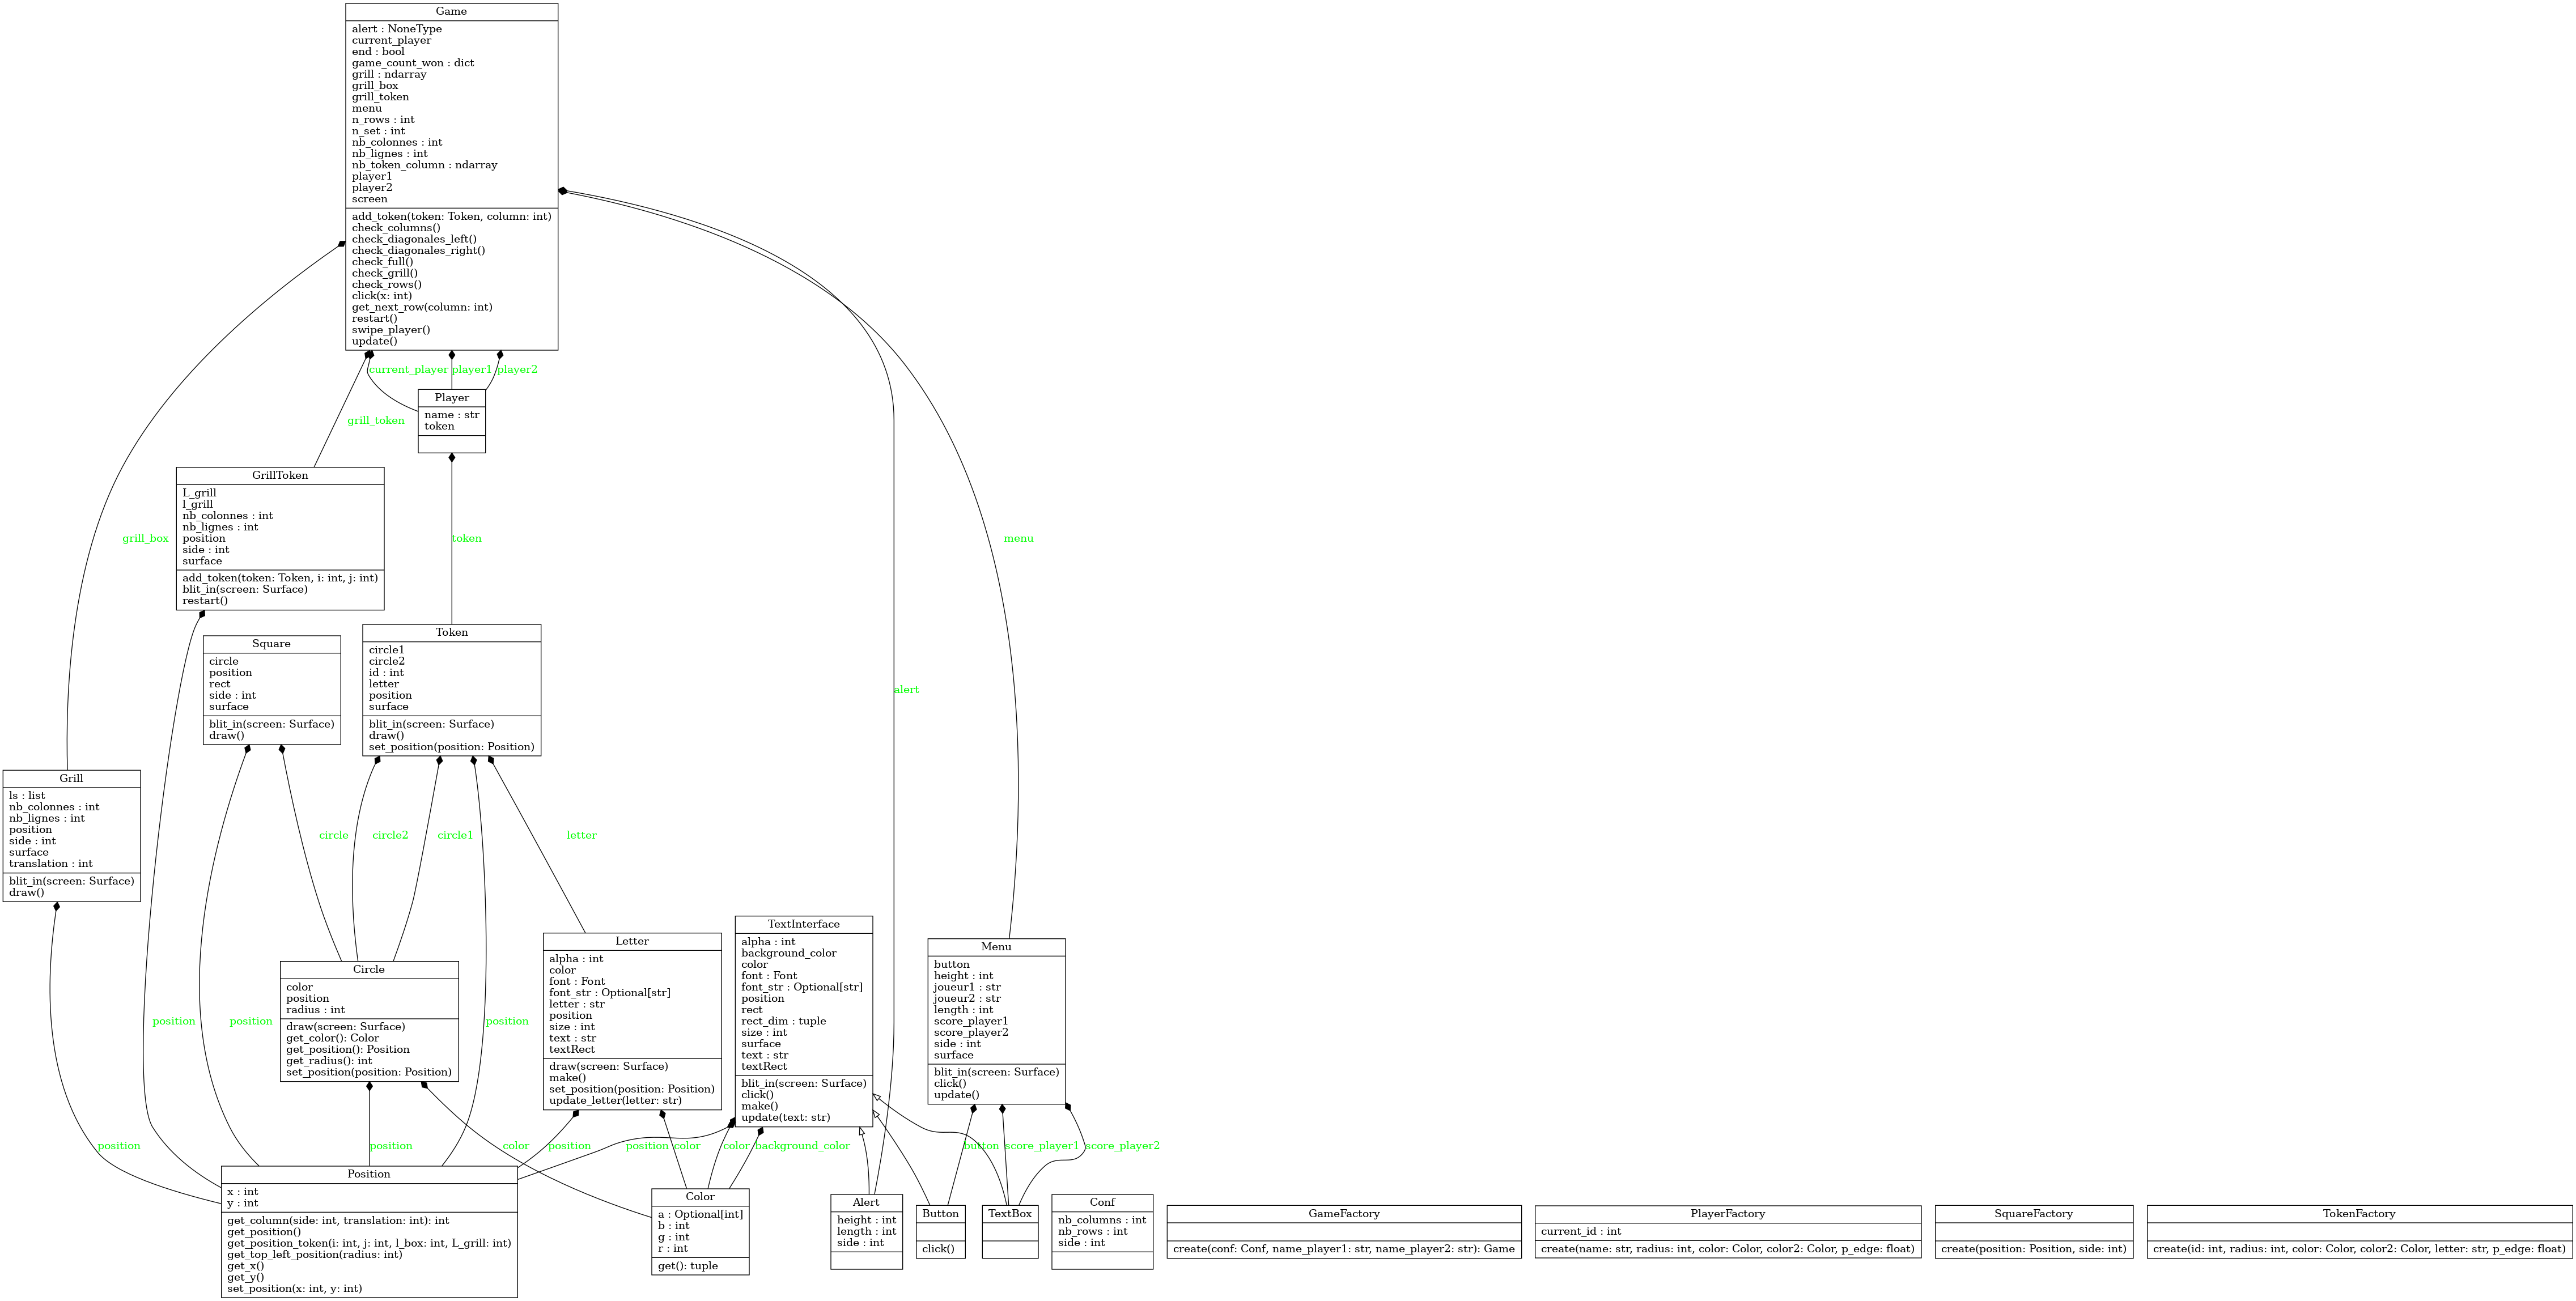 Game
alert : NoneType
current_player
end : bool
game_count_won : dict
grill : ndarray
grill_box
grill_token
menu
n_rows : int
n_set : int
nb_colonnes : int
nb_lignes : int
nb_token_column : ndarray
player1
player2
screen
add_token(token: Token, column: int)
check_columns()
check_diagonales_left()
check_diagonales_right()
check_full()
check_grill()
check_rows()
click(x: int)
get_next_row(column: int)
restart()
swipe_player()
update()
current_player
player1
player2
Player
name : str
token
grill_token
GrillToken
L_grill
l_grill
nb_colonnes : int
nb_lignes : int
position
side : int
surface
add_token(token: Token, i: int, j: int)
blit_in(screen: Surface)
restart()
grill_box
token
menu
Square
circle
position
rect
side : int
surface
blit_in(screen: Surface)
draw()
Token
circle1
circle2
id : int
letter
position
surface
blit_in(screen: Surface)
draw()
set_position(position: Position)
alert
Grill
ls : list
nb_colonnes : int
nb_lignes : int
position
side : int
surface
translation : int
blit_in(screen: Surface)
draw()
circle
circle2
circle1
letter
Circle
color
position
radius : int
draw(screen: Surface)
get_color(): Color
get_position(): Position
get_radius(): int
set_position(position: Position)
Letter
alpha : int
color
font : Font
font_str : Optional[str]
letter : str
position
size : int
text : str
textRect
draw(screen: Surface)
make()
set_position(position: Position)
update_letter(letter: str)
TextInterface
alpha : int
background_color
color
font : Font
font_str : Optional[str]
position
rect
rect_dim : tuple
size : int
surface
text : str
textRect
blit_in(screen: Surface)
click()
make()
update(text: str)
Menu
button
height : int
joueur1 : str
joueur2 : str
length : int
score_player1
score_player2
side : int
surface
blit_in(screen: Surface)
click()
update()
position
position
position
position
position
color
position
position
color
color
background_color
button
score_player1
score_player2
Position
x : int
y : int
get_column(side: int, translation: int): int
get_position()
get_position_token(i: int, j: int, l_box: int, L_grill: int)
get_top_left_position(radius: int)
get_x()
get_y()
set_position(x: int, y: int)
Color
a : Optional[int]
b : int
g : int
r : int
get(): tuple
Alert
height : int
length : int
side : int
Button
click()
TextBox
Conf
nb_columns : int
nb_rows : int
side : int
GameFactory
create(conf: Conf, name_player1: str, name_player2: str): Game
PlayerFactory
current_id : int
create(name: str, radius: int, color: Color, color2: Color, p_edge: float)
SquareFactory
create(position: Position, side: int)
TokenFactory
create(id: int, radius: int, color: Color, color2: Color, letter: str, p_edge: float)